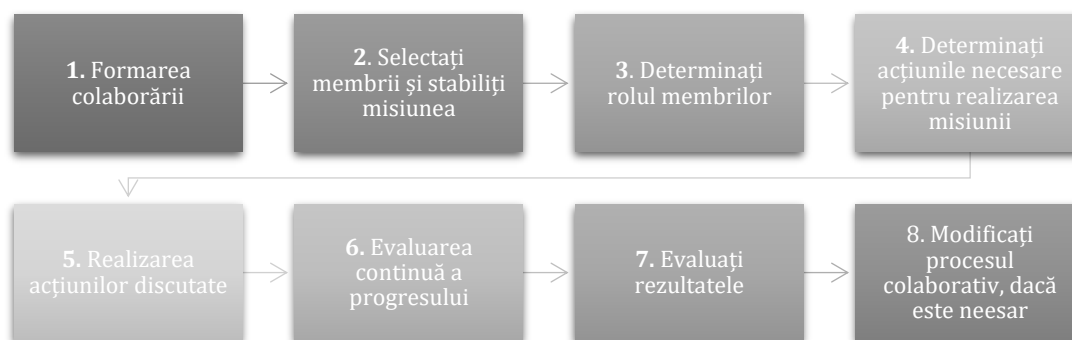 1. Formarea
colaborării
2. Selectați
membrii și stabiliți
misiunea
3. Determinați
rolul membrilor
4. Determinați
acțiunile necesare
pentru realizarea
misiunii
5. Realizarea
acțiunilor discutate
6. Evaluarea
continuă a
progresului
7. Evaluați
rezultatele
8. Modificați
procesul
colaborativ, dacă
este neesar